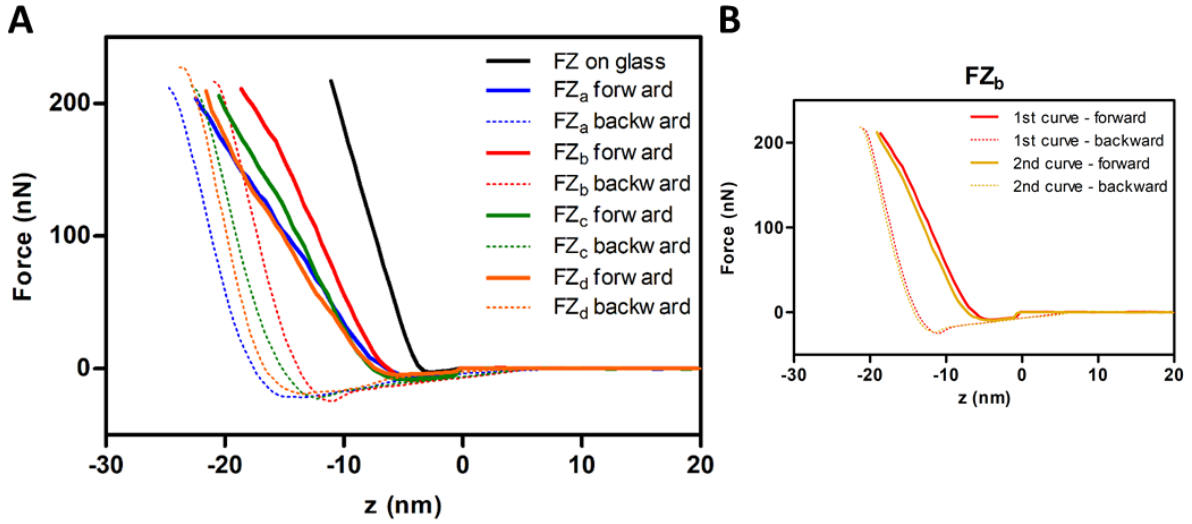 A
Force (nN)
200
100
0
-30
-20
-10
0
10
20
z (nm)
FZ on glass
FZa forward
FZa backward
FZb forward
FZb backward
FZc forward
FZc backward
FZd forward
FZd backward
B
FZb
Force (nN)
200
100
0
-30
-20
-10
0
10
20
z (nm)
1st curve - forward
1st curve - backward
2nd curve - forward
2nd curve - backward